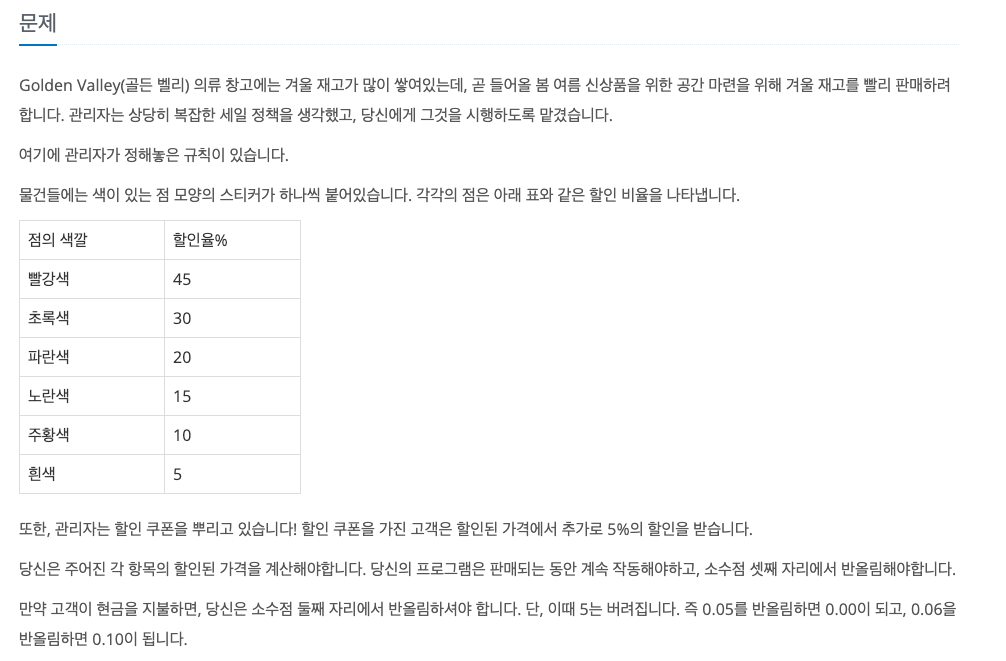 문제
Golden Valley(골든 벨리) 의류 창고에는 겨울 재고가 많이 쌓여있는데, 곧 들어올 봄 여름 신상품을 위한 공간 마련을 위해 겨울 재고를 빨리 판매하려
합니다. 관리자는 상당히 복잡한 세일 정책을 생각했고, 당신에게 그것을 시행하도록 맡겼습니다.
여기에 관리자가 정해놓은 규칙이 있습니다.
물건들에는 색이 있는 점 모양의 스티커가 하나씩 붙어있습니다. 각각의 점은 아래 표와 같은 할인 비율을 나타냅니다.
점의 색깔 할인율%
빨강색 45
초록색 30
파란색 20
노란색 15
주황색 10
흰색 5
또한, 관리자는 할인 쿠폰을 뿌리고 있습니다! 할인 쿠폰을 가진 고객은 할인된 가격에서 추가로 5%의 할인을 받습니다.
당신은 주어진 각 항목의 할인된 가격을 계산해야합니다. 당신의 프로그램은 판매되는 동안 계속 작동해야하고, 소수점 셋째 자리에서 반올림해야합니다.
만약 고객이 현금을 지불하면, 당신은 소수점 둘째 자리에서 반올림하셔야 합니다. 단, 이때 5는 버려집니다. 즉 0.05를 반올림하면 0.00이 되고, 0.06을
반올림하면 0.10이 됩니다.